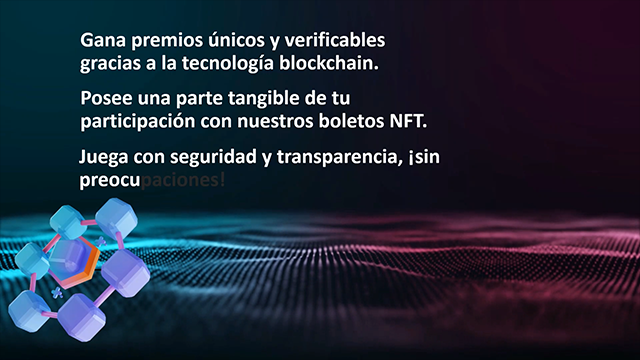 Gana premios únicos y verificables
gracias a la tecnología blockchain.
Posee una parte tangible de tu
participación con nuestros boletos NFT.
Juega con seguridad y transparencia, ¡sin
preocupaciones!